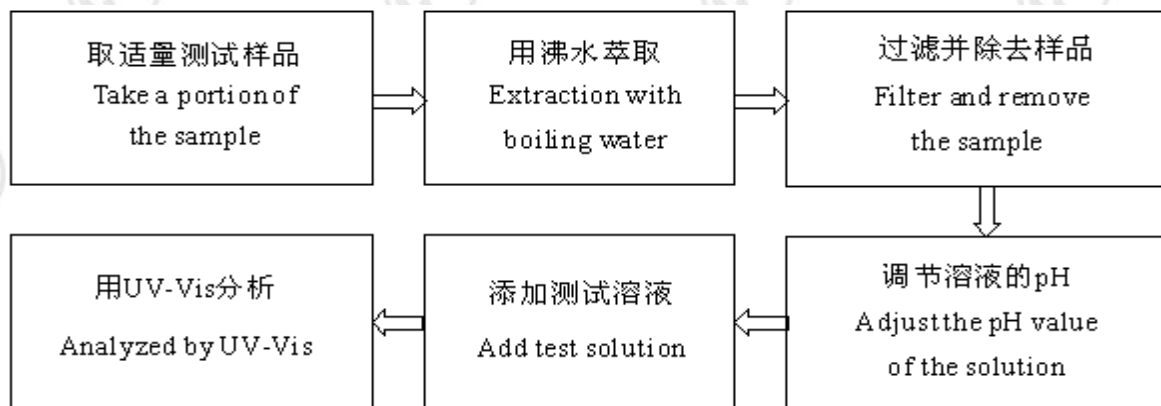 取适量测试样品
Take a portion of
the sample
用沸水萃取
Extraction with
boiling water
过滤并除去样品
Filter and remove
the sample
调节溶液的pH
Adjust the pH value
of the solution
添加测试溶液
Add test solution
用UV-Vis分析
Analyzed by UV-Vis